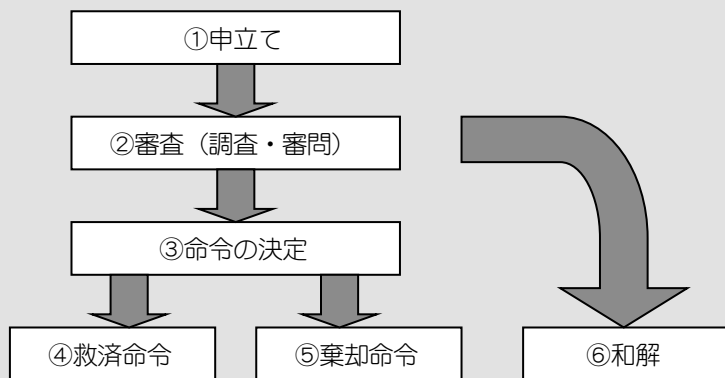 ①申立て
②審査（調査・審問）
③命令の決定
④救済命令
⑤棄却命令
⑥和解